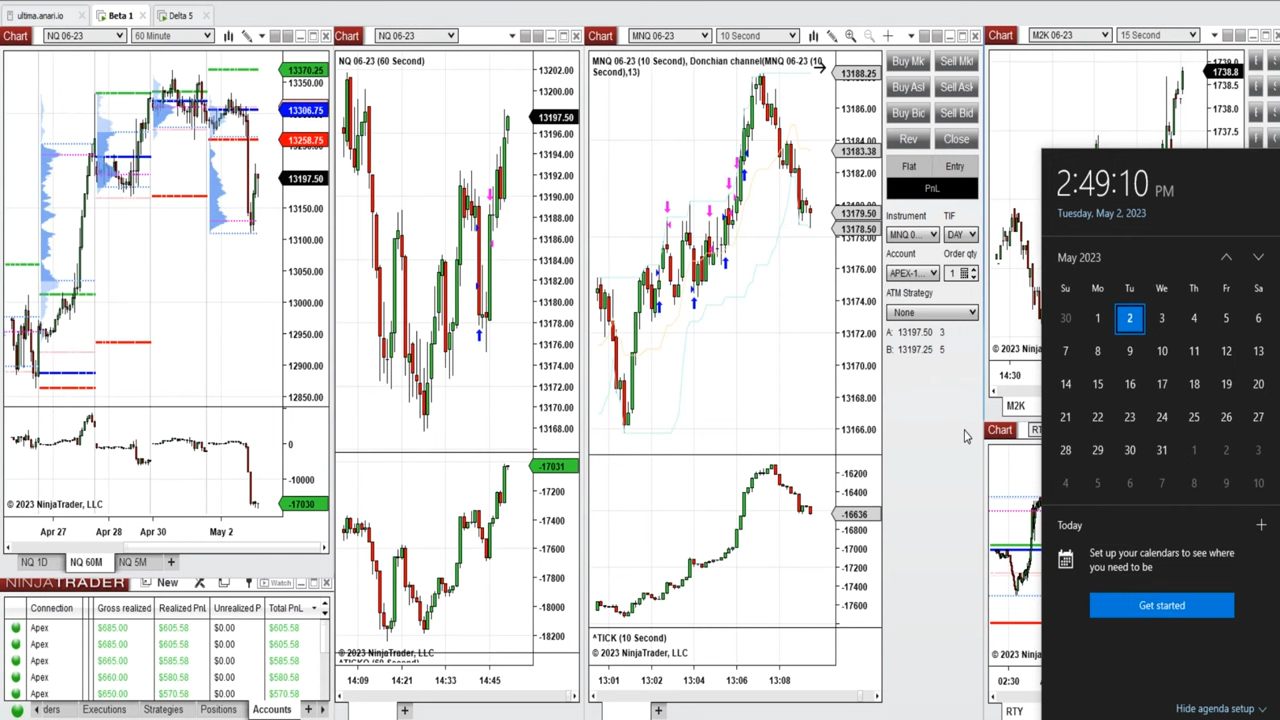 ultima.anari.io
Beta 1
Delta 5
Chart
NQ 06-23
60 Minute
Chart
NQ 06-23
Chart
MNQ 06-23
10 Second
Chart
M2K 06-23
15 Second
13370.25
13350.00
13306.75
13258.75
13197.50
13150.00
13100.00
13050.00
13000.00
12950.00
12900.00
12850.00
0
-10000
-17030
© 2023 NinjaTrader, LLC
Apr 27
Apr 28
Apr 30
May 2
NQ 1D
NQ 60M
NQ 5M
NQ 06-23 (60 Second)
13202.00
13200.00
13197.50
13196.00
13194.00
13192.00
13190.00
13188.00
13186.00
13184.00
13182.00
13180.00
13178.00
13176.00
13174.00
13172.00
13170.00
13168.00
-17031
-17200
-17400
-17600
-17800
-18000
-18200
© 2023 NinjaTrader, LLC
14:09
14:21
14:33
14:45
MNQ 06-23 (10 Second), Donchian channel(MNQ 06-23 (10
Second),13)
13188.25
13186.00
13183.38
13182.00
13179.50
13178.50
13176.00
13174.00
13172.00
13170.00
13168.00
13166.00
-16200
-16400
-16636
-16800
-17000
-17200
-17400
-17600
^TICK (10 Second)
© 2023 NinjaTrader, LLC
13:01
13:02
13:04
13:06
13:08
Buy Mk
Sell Mkt
Buy Asl
Sell Ask
Buy Bic
Sell Bid
Rev
Close
Flat
Entry
PnL
Instrument
TIF
MNQ 0...
DAY
Account
Order qty
APEX-1...
1
ATM Strategy
None
A: 13197.50 3
B: 13197.25 5
1738.8
1738.5
1738.0
1737.5
© 2023 Ninja
14:30
M2K
Chart
RT
© 2023 Ninja
02:30
RTY
2:49:10 PM
Tuesday, May 2, 2023
May 2023
Su Mo Tu We Th Fr Sa
30 1 2 3 4 5 6
7 8 9 10 11 12 13
14 15 16 17 18 19 20
21 22 23 24 25 26 27
28 29 30 31 1 2 3
4 5 6 7 8 9 10
Today
Set up your calendars to see where
you need to be
Get started
Hide agenda setup
NINJATRADER
New
Watch
Connection
Gross realized
Realized PnL
Unrealized P
Total PnL
Apex $685.00 $605.58 $0.00 $605.58
Apex $685.00 $605.58 $0.00 $605.58
Apex $665.00 $585.58 $0.00 $585.58
Apex $660.00 $580.58 $0.00 $580.58
Apex $650.00 $570.58 $0.00 $570.58
ders
Executions
Strategies
Positions
Accounts